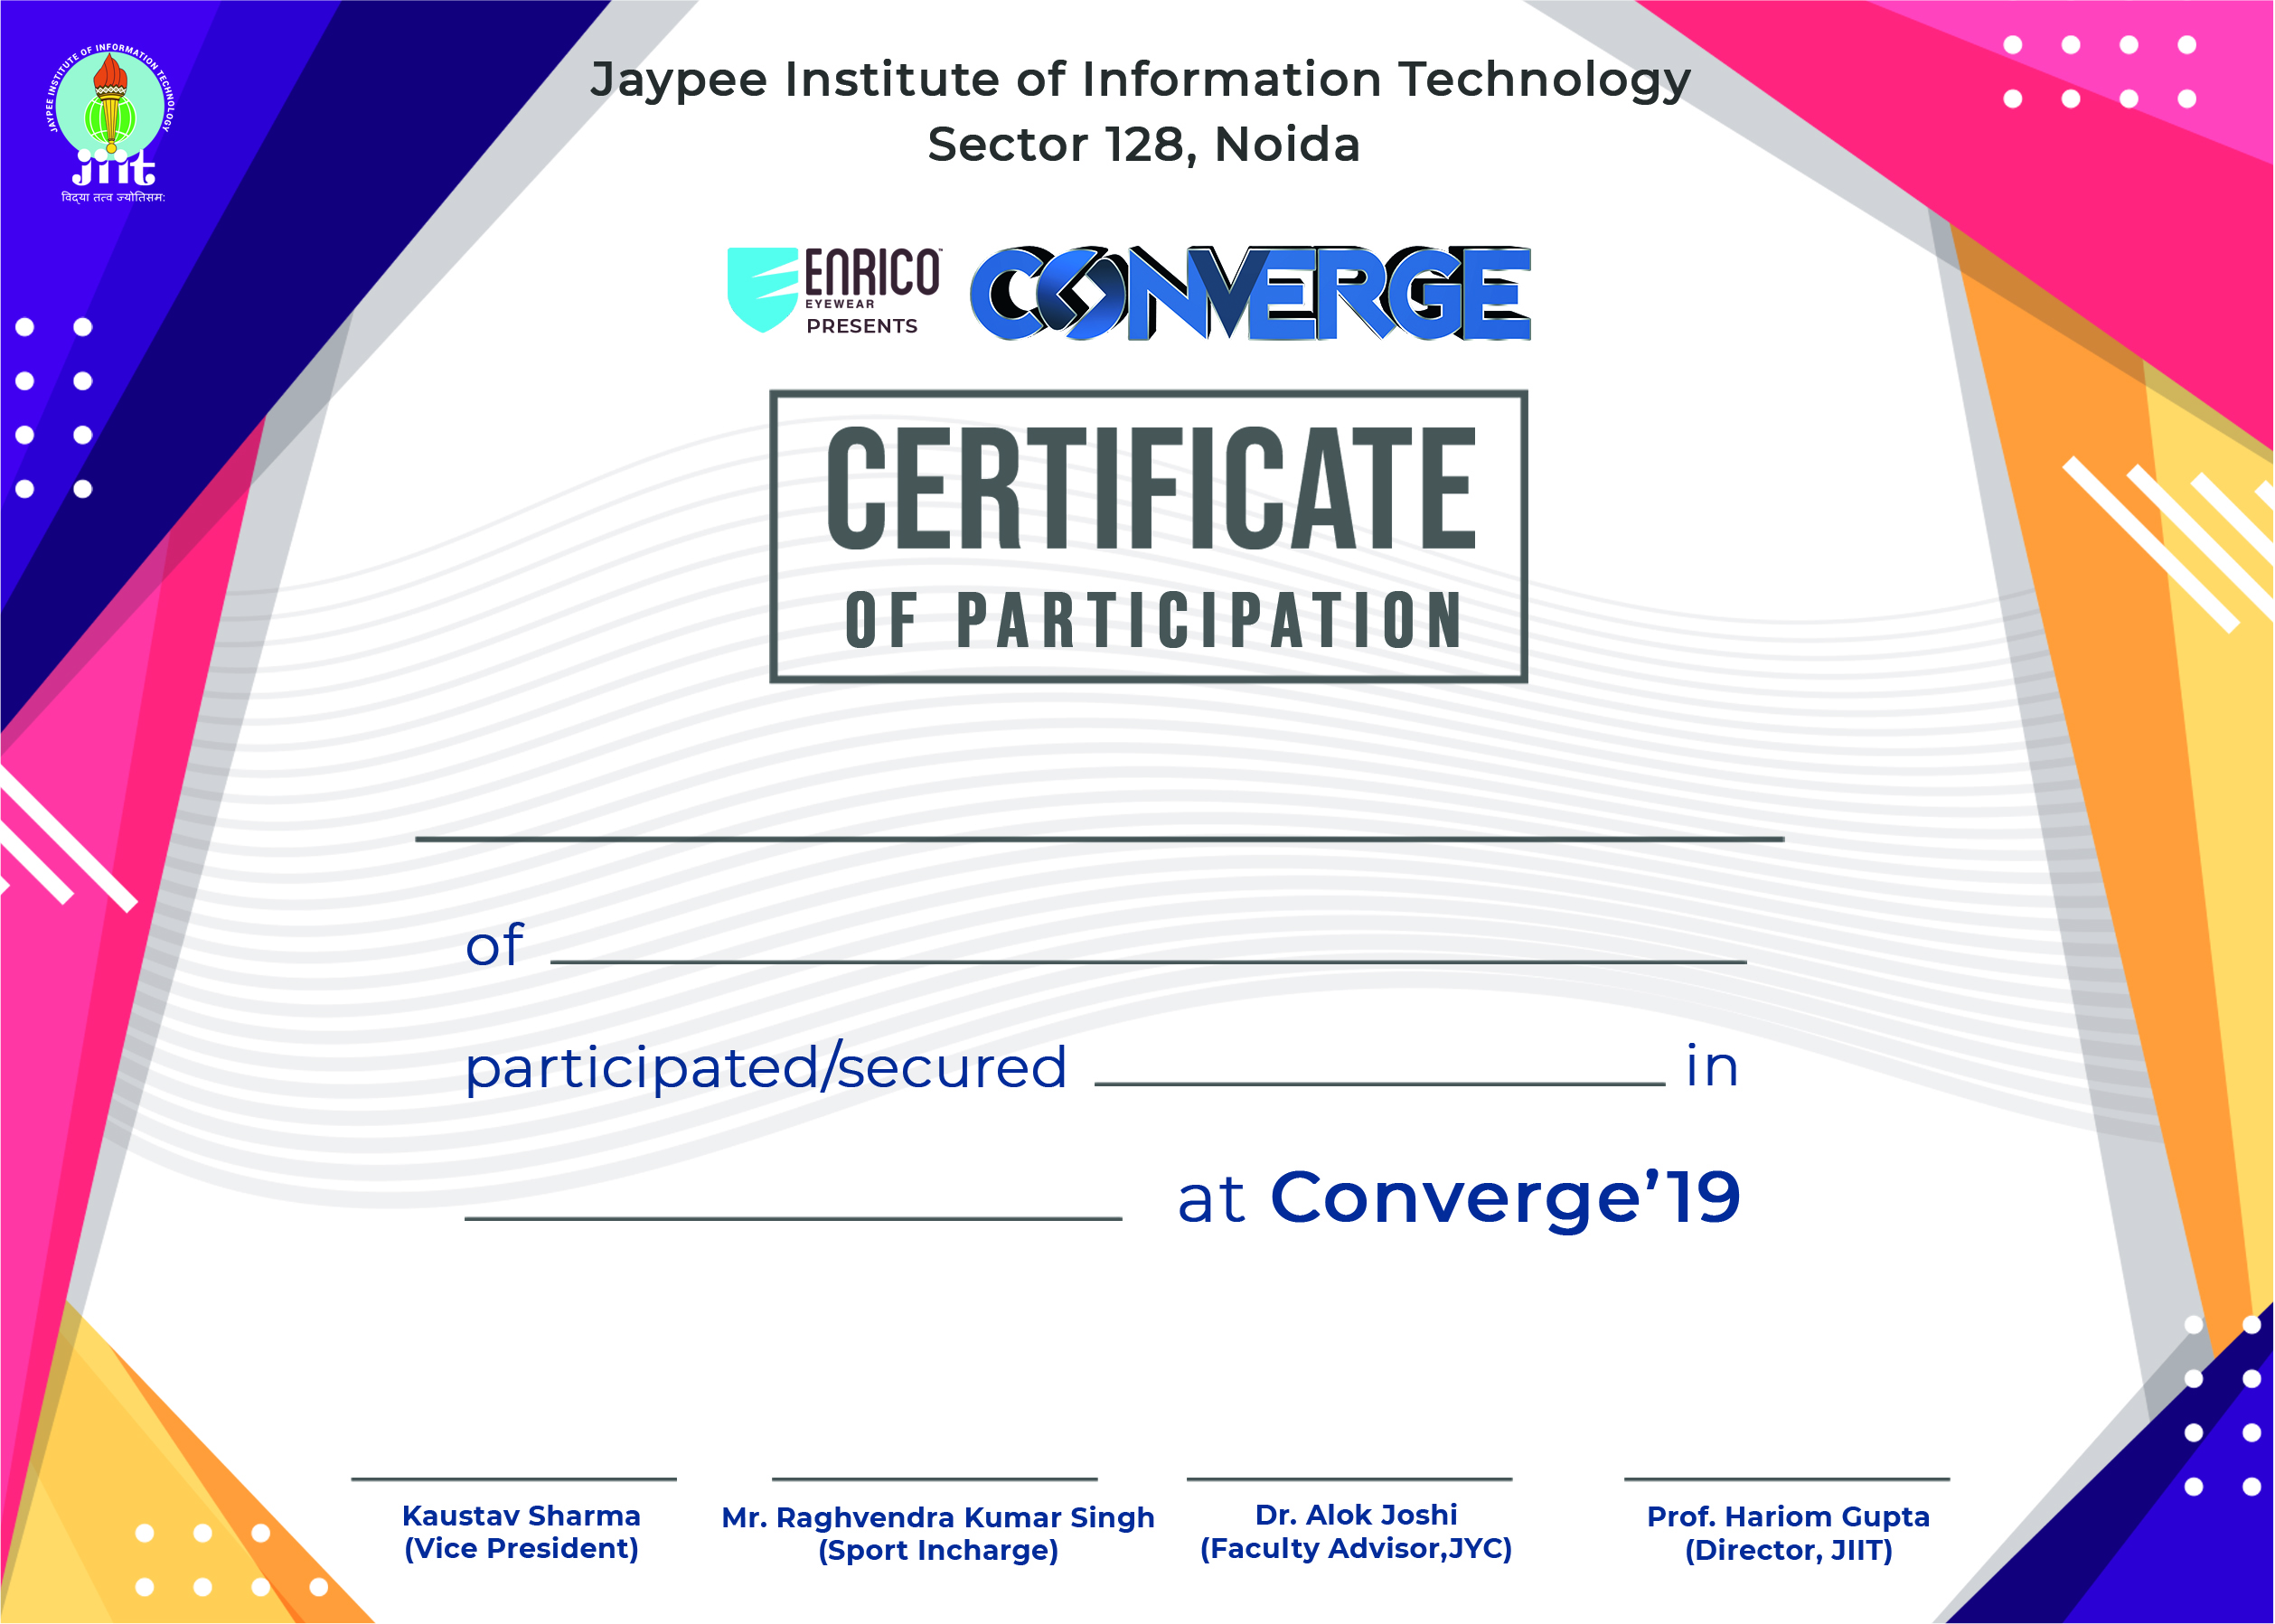 JAYPEE INSTITUTE OF INFORMATION TECHNOLOGY
jiit
विद्या तत्व ज्योतिसम:
Jaypee Institute of Information Technology
Sector 128, Noida
ENRICO™
EYEWEAR
PRESENTS
CONVERGE
CERTIFICATE
OF PARTICIPATION
of
participated/secured in
at Converge’19
Kaustav Sharma
(Vice President)
Mr. Raghvendra Kumar Singh
(Sport Incharge)
Dr. Alok Joshi
(Faculty Advisor,JYC)
Prof. Hariom Gupta
(Director, JIIT)